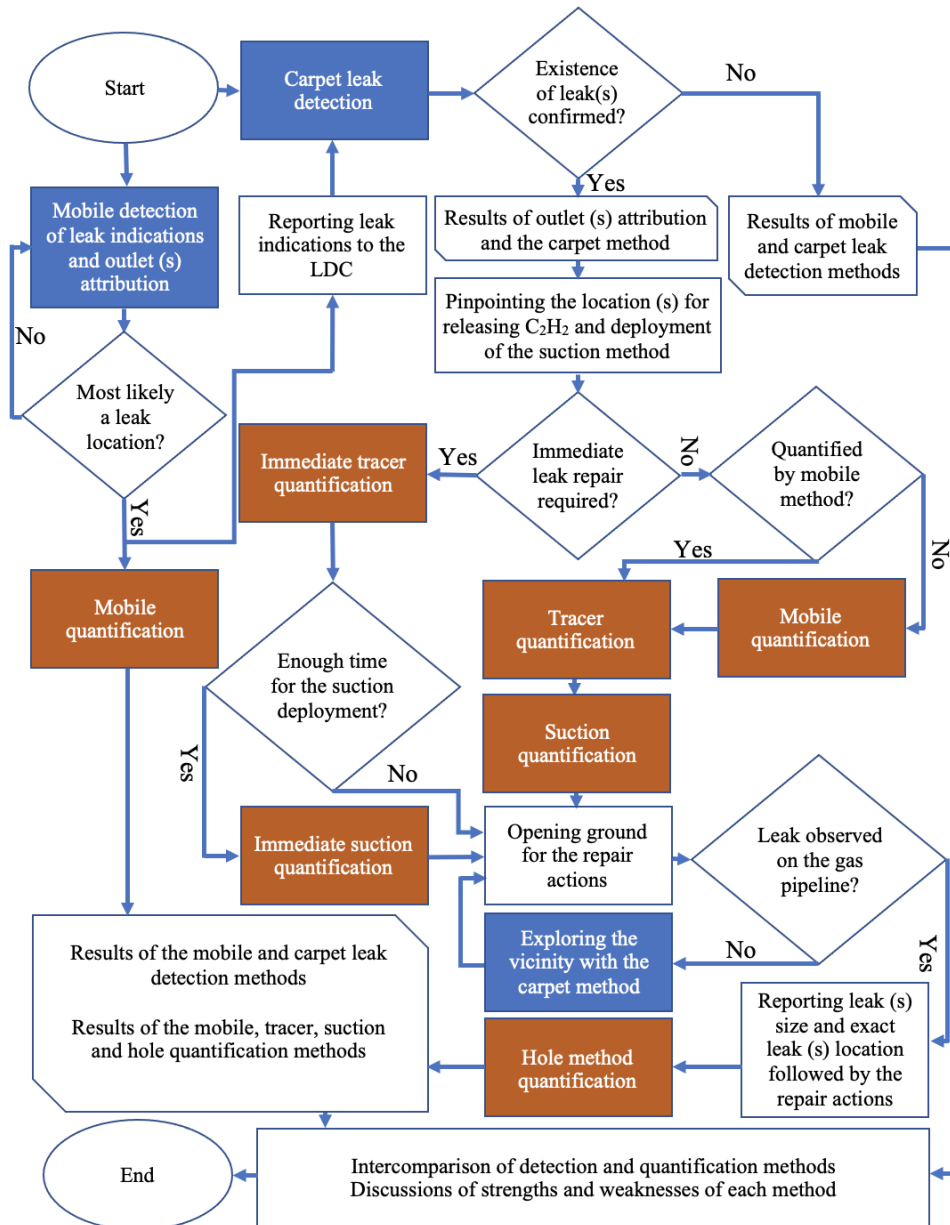 Start
Carpet leak
detection
Existence
of leak(s)
confirmed?
No
Yes
Mobile detection
of leak indications
and outlet (s)
attribution
Reporting leak
indications to the
LDC
Results of outlet (s) attribution
and the carpet method
Results of mobile
and carpet leak
detection methods
Pinpointing the location (s) for
releasing C₂H₂ and deployment
of the suction method
No
Most likely
a leak
location?
Yes
Immediate tracer
quantification
Yes
Immediate
leak repair
required?
No
Quantified
by mobile
method?
Yes
No
Mobile
quantification
Tracer
quantification
Mobile
quantification
Enough time
for the suction
deployment?
Yes
No
Suction
quantification
Immediate suction
quantification
Opening ground
for the repair
actions
Leak observed
on the gas
pipeline?
No
Yes
Exploring the
vicinity with the
carpet method
Results of the mobile and carpet leak
detection methods
Results of the mobile, tracer, suction
and hole quantification methods
Hole method
quantification
Reporting leak (s)
size and exact
leak (s) location
followed by the
repair actions
End
Intercomparison of detection and quantification methods
Discussions of strengths and weaknesses of each method